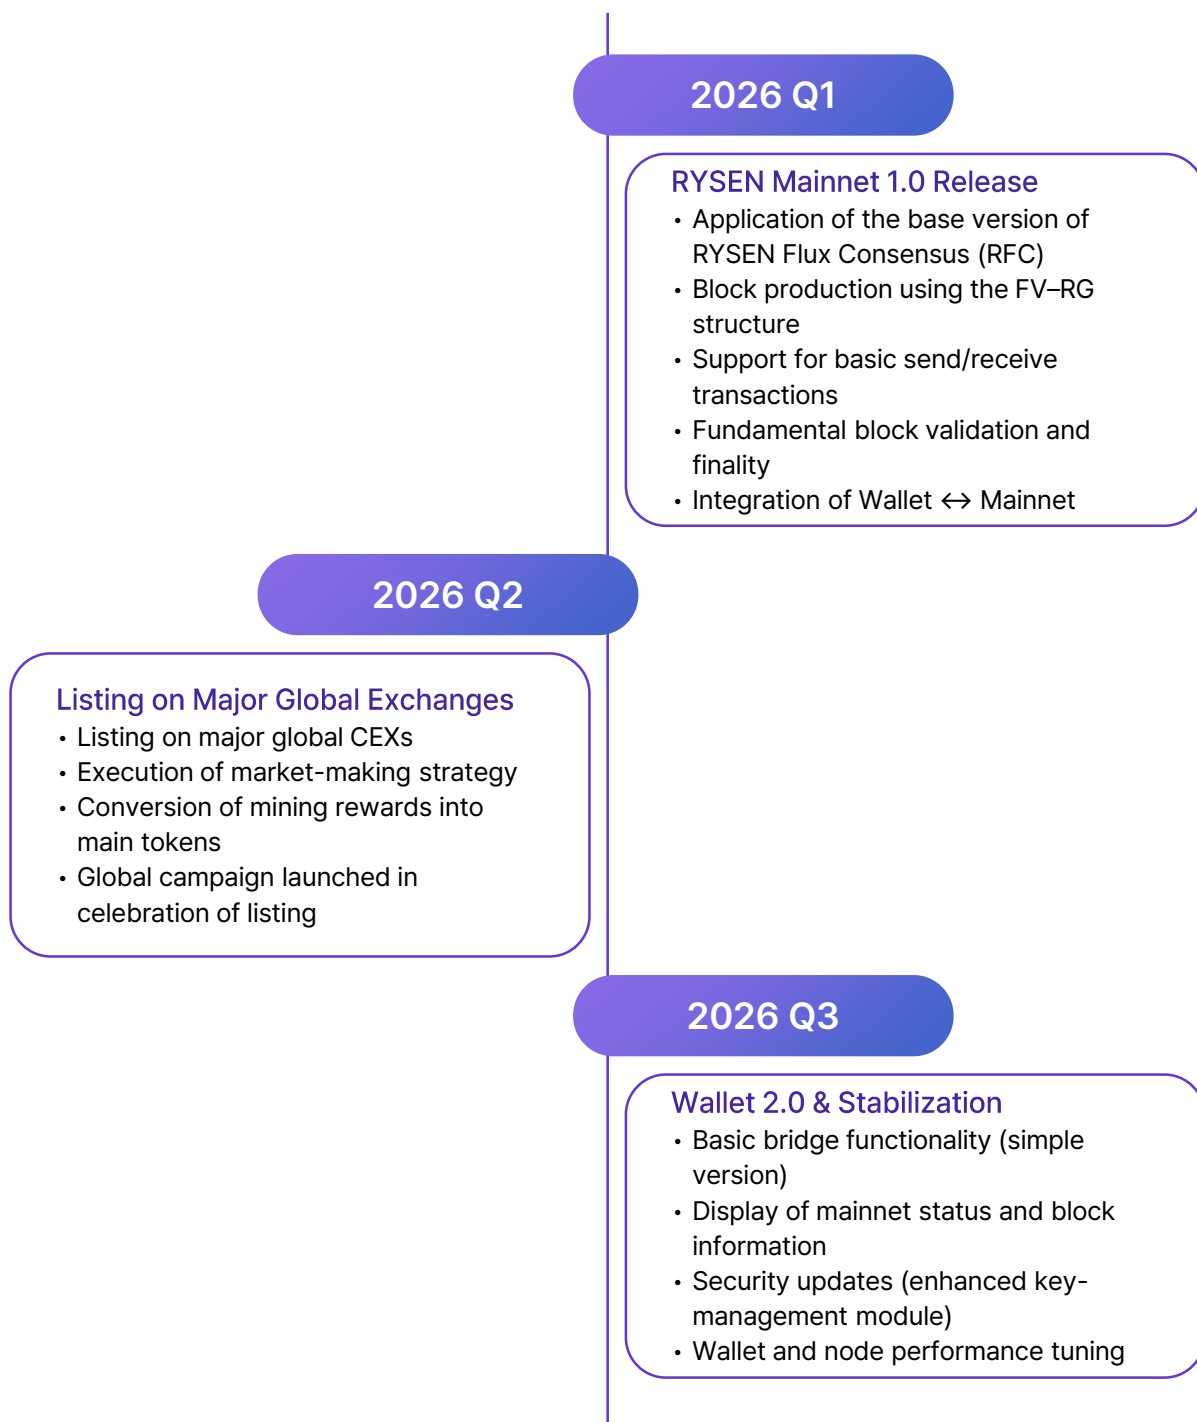 2026 Q1
RYSEN Mainnet 1.0 Release
• Application of the base version of
RYSEN Flux Consensus (RFC)
• Block production using the FV–RG
structure
• Support for basic send/receive
transactions
• Fundamental block validation and
finality
• Integration of Wallet ↔ Mainnet
2026 Q2
Listing on Major Global Exchanges
• Listing on major global CEXs
• Execution of market-making strategy
• Conversion of mining rewards into
main tokens
• Global campaign launched in
celebration of listing
2026 Q3
Wallet 2.0 & Stabilization
• Basic bridge functionality (simple
version)
• Display of mainnet status and block
information
• Security updates (enhanced key-
management module)
• Wallet and node performance tuning